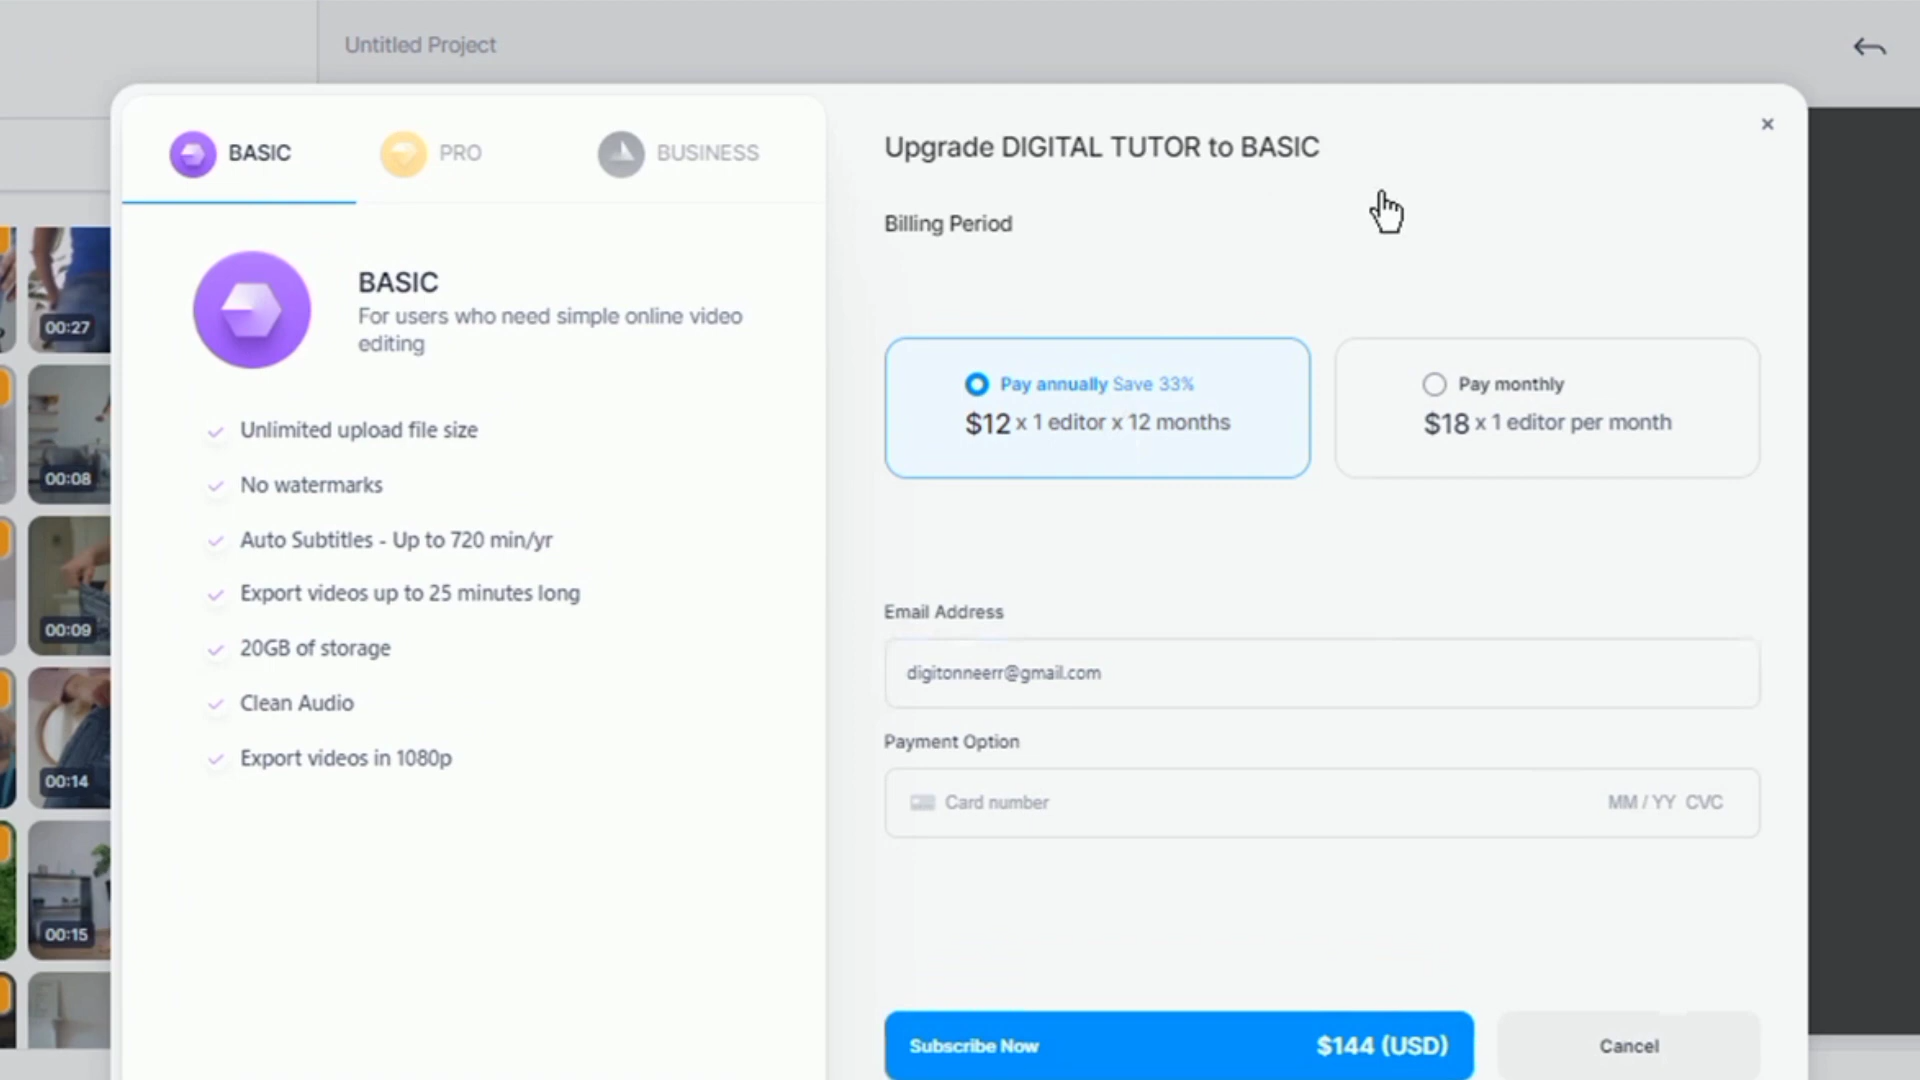 Untitled Project
BASIC
PRO
BUSINESS
BASIC
For users who need simple online video
editing
Unlimited upload file size
No watermarks
Auto Subtitles - Up to 720 min/yr
Export videos up to 25 minutes long
20GB of storage
Clean Audio
Export videos in 1080p
00:27
00:08
00:09
00:14
00:15
Upgrade DIGITAL TUTOR to BASIC
×
Billing Period
Pay annually Save 33%
$12 x 1 editor x 12 months
Pay monthly
$18 x 1 editor per month
Email Address
digitonneerr@gmail.com
Payment Option
Card number MM / YY CVC
Subscribe Now $144 (USD)
Cancel